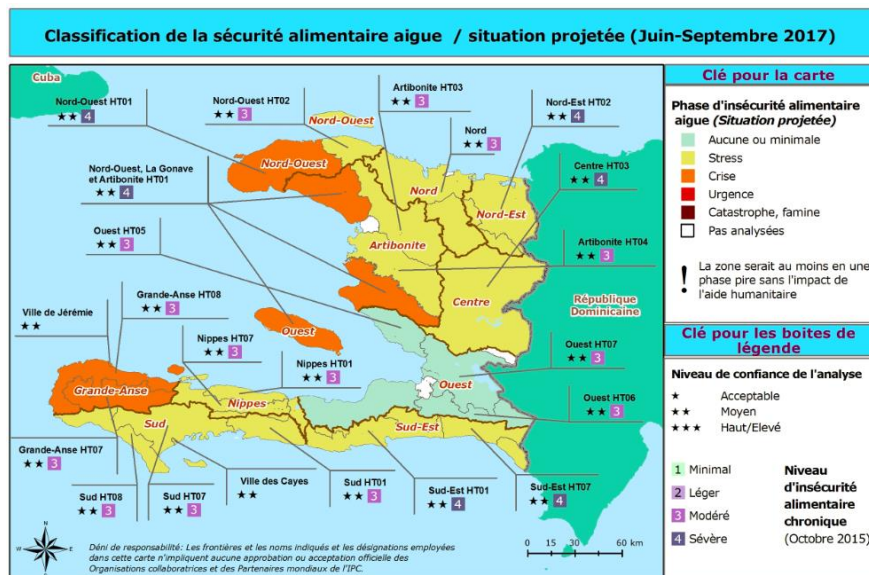 Classification de la sécurité alimentaire aigue / situation projetée (Juin-Septembre 2017)
Cuba
Nord-Ouest HT01
★★ 4
Nord-Ouest HT02
★★ 3
Artibonite HT03
★★ 3
Nord-Est HT02
★★ 4
Nord-Ouest
Nord
★★ 3
Nord-Ouest
Nord-Ouest, La Gonave
et Artibonite HT01
★★ 4
Centre HT03
★★ 4
Nord
Nord-Est
Ouest HT05
★★ 3
Artibonite
Artibonite HT04
★★ 3
Centre
République
Dominicaine
Grande-Anse HT08
★★ 3
Ville de Jérémie
★★
Ouest
Nippes HT07
★★ 3
Nippes HT01
★★ 3
Ouest HT07
★★ 3
Ouest
Ouest HT06
★★ 3
Grande-Anse
Nippes
Sud
Sud-Est
Grande-Anse HT07
★★ 3
Sud HT08
★★ 3
Sud HT07
★★ 3
Ville des Cayes
★★
Sud HT01
★★ 3
Sud-Est HT01
★★ 4
Sud-Est HT07
★★ 4
N
W E
S
Déni de responsabilité: Les frontières et les noms indiqués et les désignations employées
dans cette carte n'impliquent aucune approbation ou acceptation officielle des
Organisations collaboratrices et des Partenaires mondiaux de l'IPC.
0 15 30 60 km
Clé pour la carte
Phase d'insécurité alimentaire
aigue (Situation projetée)
Aucune ou minimale
Stress
Crise
Urgence
Catastrophe, famine
Pas analysées
! La zone serait au moins en une
phase pire sans l'impact de
l'aide humanitaire
Clé pour les boites de
légende
Niveau de confiance de l'analyse
★ Acceptable
★★ Moyen
★★★ Haut/Elevé
1 Minimal
2 Léger
3 Modéré
4 Sévère
Niveau
d'insécurité
alimentaire
chronique
(Octobre 2015)